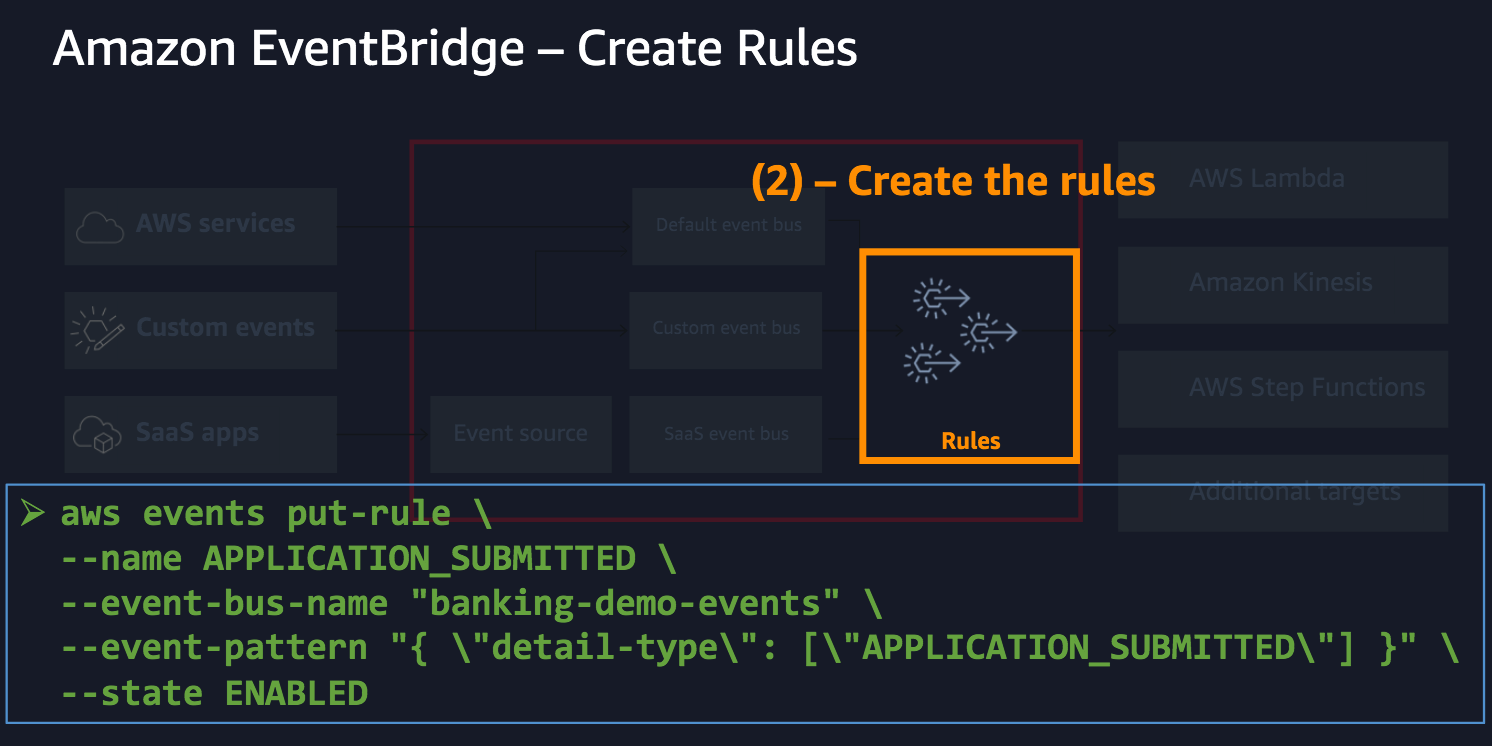 Amazon EventBridge – Create Rules
(2) – Create the rules
AWS Lambda
AWS services
Default event bus
Amazon Kinesis
Custom events
Custom event bus
AWS Step Functions
SaaS apps
Event source
SaaS event bus
Rules
Additional targets
➢ aws events put-rule \
--name APPLICATION_SUBMITTED \
--event-bus-name "banking-demo-events" \
--event-pattern "{ \"detail-type\": [\"APPLICATION_SUBMITTED\"] }" \
--state ENABLED